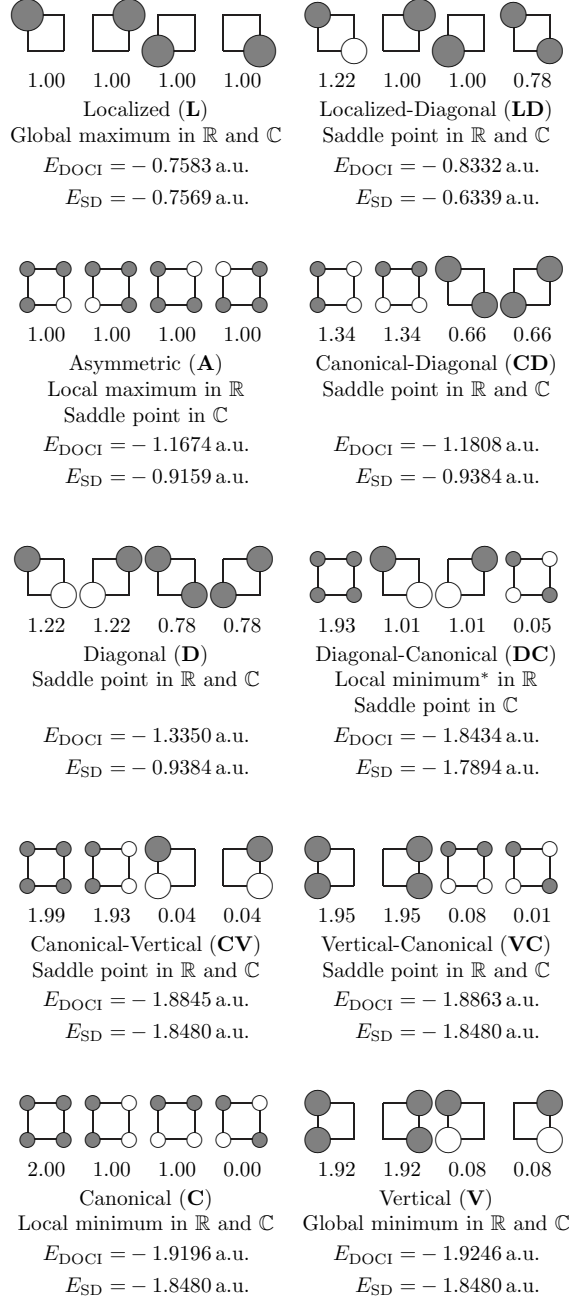 1.00 1.00 1.00 1.00
Localized (L)
Global maximum in ℝ and ℂ
E_DOCI = − 0.7583 a.u.
E_SD = − 0.7569 a.u.
1.22 1.00 1.00 0.78
Localized-Diagonal (LD)
Saddle point in ℝ and ℂ
E_DOCI = − 0.8332 a.u.
E_SD = − 0.6339 a.u.
1.00 1.00 1.00 1.00
Asymmetric (A)
Local maximum in ℝ
Saddle point in ℂ
E_DOCI = − 1.1674 a.u.
E_SD = − 0.9159 a.u.
1.34 1.34 0.66 0.66
Canonical-Diagonal (CD)
Saddle point in ℝ and ℂ
E_DOCI = − 1.1808 a.u.
E_SD = − 0.9384 a.u.
1.22 1.22 0.78 0.78
Diagonal (D)
Saddle point in ℝ and ℂ
E_DOCI = − 1.3350 a.u.
E_SD = − 0.9384 a.u.
1.93 1.01 1.01 0.05
Diagonal-Canonical (DC)
Local minimum* in ℝ
Saddle point in ℂ
E_DOCI = − 1.8434 a.u.
E_SD = − 1.7894 a.u.
1.99 1.93 0.04 0.04
Canonical-Vertical (CV)
Saddle point in ℝ and ℂ
E_DOCI = − 1.8845 a.u.
E_SD = − 1.8480 a.u.
1.95 1.95 0.08 0.01
Vertical-Canonical (VC)
Saddle point in ℝ and ℂ
E_DOCI = − 1.8863 a.u.
E_SD = − 1.8480 a.u.
2.00 1.00 1.00 0.00
Canonical (C)
Local minimum in ℝ and ℂ
E_DOCI = − 1.9196 a.u.
E_SD = − 1.8480 a.u.
1.92 1.92 0.08 0.08
Vertical (V)
Global minimum in ℝ and ℂ
E_DOCI = − 1.9246 a.u.
E_SD = − 1.8480 a.u.